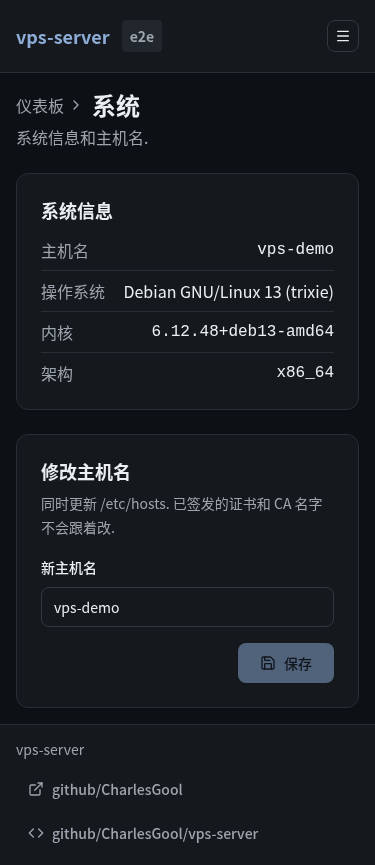 vps-server e2e
仪表板 > 系统
系统信息和主机名.
系统信息
主机名 vps-demo
操作系统 Debian GNU/Linux 13 (trixie)
内核 6.12.48+deb13-amd64
架构 x86_64
修改主机名
同时更新 /etc/hosts. 已签发的证书和 CA 名字
不会跟着改.
新主机名
vps-demo
保存
vps-server
github/CharlesGool
github/CharlesGool/vps-server